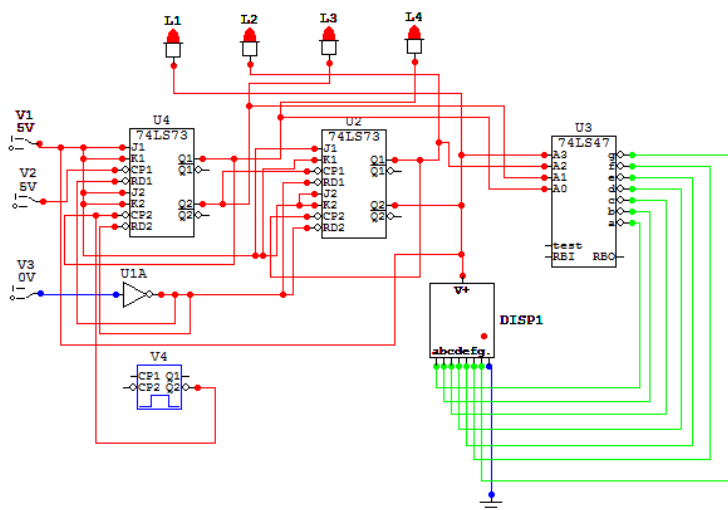 L1 L2 L3 L4
V1
5V
V2
5V
V3
0V
U4
74LS73
J1
K1 Q1
CP1 Q1
RD1
J2
K2 Q2
CP2 Q2
RD2
U2
74LS73
J1
K1 Q1
CP1 Q1
RD1
J2
K2 Q2
CP2 Q2
RD2
U3
74LS47
A3 g
A2 f
A1 e
A0 d
c
b
a
test
RBI RBO
U1A
V4
CP1 Q1
CP2 Q2
V+
DISP1
abcdefg.